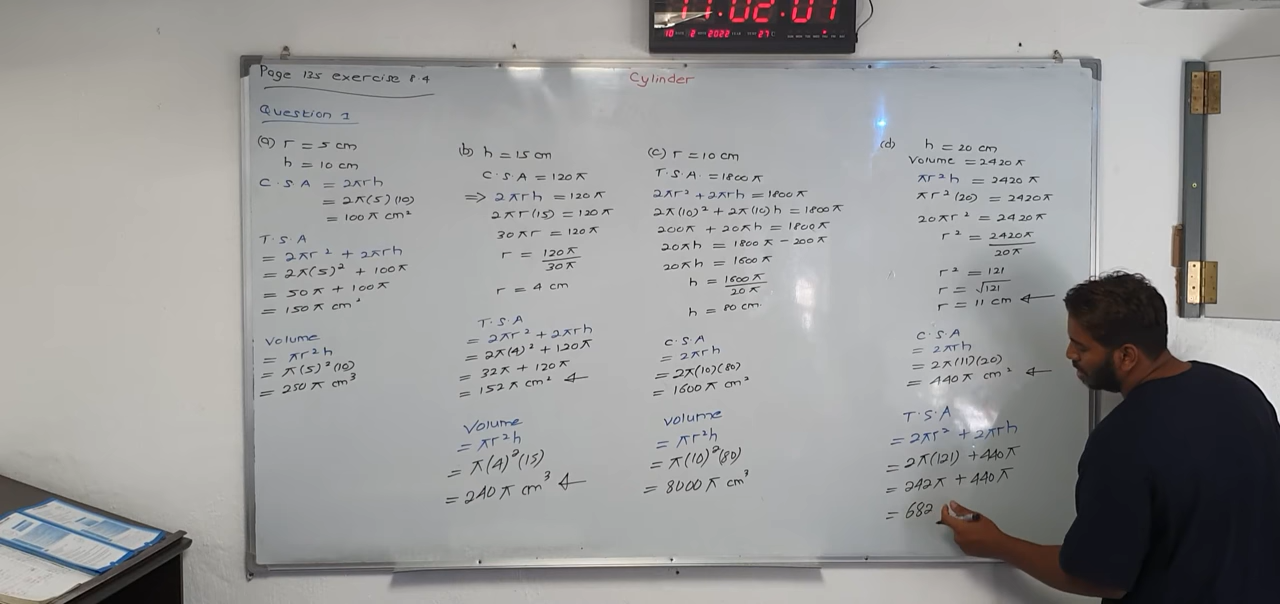 11:02:07
10 2 2022 27°C
Page 125 exercise 8.4
Cylinder
Question 1
(a) r = 5 cm
h = 10 cm
C.S.A = 2πrh
= 2π(5)(10)
= 100π cm²
T.S.A
= 2πr² + 2πrh
= 2π(5)² + 100π
= 50π + 100π
= 150π cm²
Volume
= πr²h
= π(5)²(10)
= 250π cm³
(b) h = 15 cm
C.S.A = 120π
=> 2πrh = 120π
2πr(15) = 120π
30πr = 120π
r = 120π/30π
r = 4 cm
T.S.A
= 2πr² + 2πrh
= 2π(4)² + 120π
= 32π + 120π
= 152π cm² ←
Volume
= πr²h
= π(4)²(15)
= 240π cm³ ←
(c) r = 10 cm
T.S.A. = 1800π
2πr² + 2πrh = 1800π
2π(10)² + 2π(10)h = 1800π
200π + 20πh = 1800π
20πh = 1800π - 200π
20πh = 1600π
h = 1600π/20π
h = 80 cm.
C.S.A
= 2πrh
= 2π(10)(80)
= 1600π cm²
Volume
= πr²h
= π(10)²(80)
= 8000π cm³
(d) h = 20 cm
Volume = 2420π
πr²h = 2420π
πr²(20) = 2420π
20πr² = 2420π
r² = 2420π/20π
r² = 121
r = √121
r = 11 cm ←
C.S.A
= 2πrh
= 2π(11)(20)
= 440π cm² ←
T.S.A
= 2πr² + 2πrh
= 2π(121) + 440π
= 242π + 440π
= 682